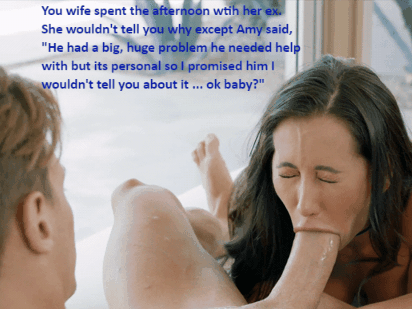 You wife spent the afternoon wtih her ex.
She wouldn't tell you why except Amy said,
"He had a big, huge problem he needed help
with but its personal so I promised him I
wouldn't tell you about it ... ok baby?"